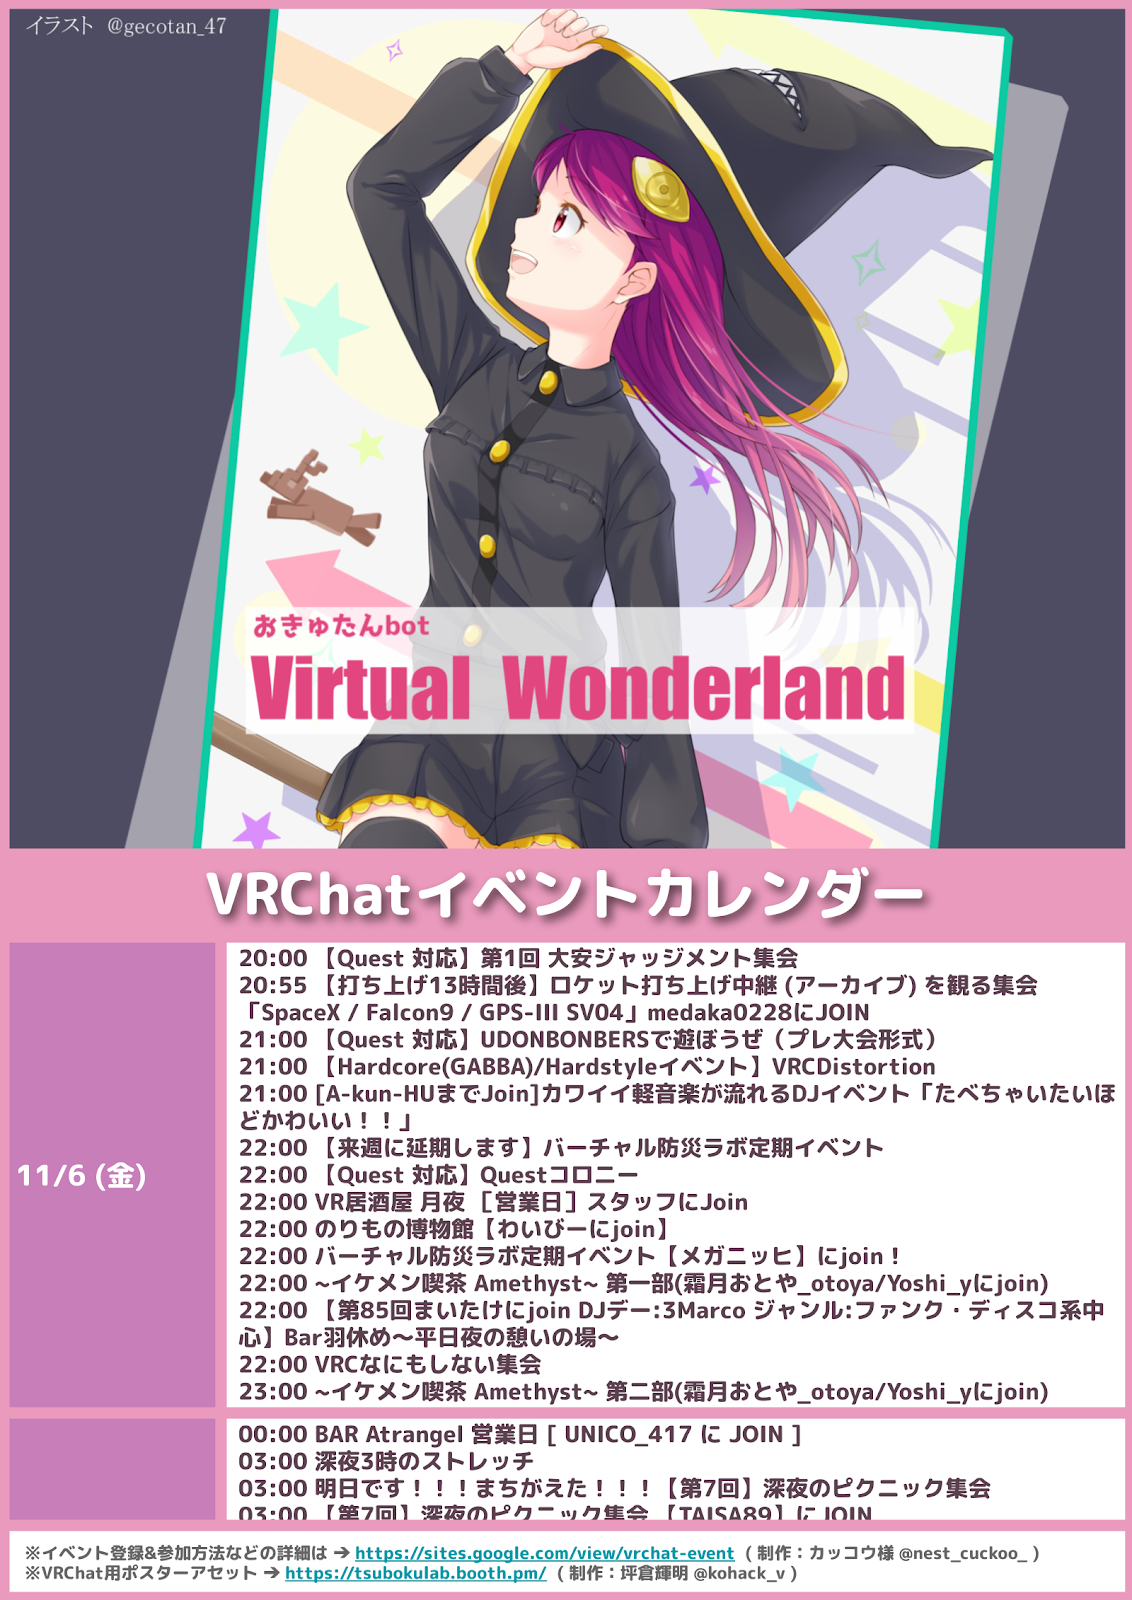 イラスト @gecotan_47
おきゅたんbot
Virtual Wonderland
VRChatイベントカレンダー
11/6 (金)
20:00 【Quest 対応】第1回 大安ジャッジメント集会
20:55 【打ち上げ13時間後】ロケット打ち上げ中継 (アーカイブ) を観る集会
「SpaceX / Falcon9 / GPS-III SV04」medaka0228にJOIN
21:00 【Quest 対応】UDONBONBERSで遊ぼうぜ（プレ大会形式）
21:00 【Hardcore(GABBA)/Hardstyleイベント】VRCDistortion
21:00 [A-kun-HUまでJoin]カワイイ軽音楽が流れるDJイベント「たべちゃいたいほ
どかわいい！！」
22:00 【来週に延期します】バーチャル防災ラボ定期イベント
22:00 【Quest 対応】Questコロニー
22:00 VR居酒屋 月夜 ［営業日］スタッフにJoin
22:00 のりもの博物館【わいびーにjoin】
22:00 バーチャル防災ラボ定期イベント【メガニッヒ】にjoin！
22:00 ~イケメン喫茶 Amethyst~ 第一部(霜月おとや_otoya/Yoshi_yにjoin)
22:00 【第85回まいたけにjoin DJデー:3Marco ジャンル:ファンク・ディスコ系中
心】Bar羽休め〜平日夜の憩いの場〜
22:00 VRCなにもしない集会
23:00 ~イケメン喫茶 Amethyst~ 第二部(霜月おとや_otoya/Yoshi_yにjoin)
00:00 BAR Atrangel 営業日 [ UNICO_417 に JOIN ]
03:00 深夜3時のストレッチ
03:00 明日です！！！まちがえた！！！【第7回】深夜のピクニック集会
03:00 【第7回】深夜のピクニック集会 【TAISA89】に JOIN
※イベント登録&参加方法などの詳細は ➔ https://sites.google.com/view/vrchat-event （ 制作：カッコウ様 @nest_cuckoo_ ）
※VRChat用ポスターアセット ➔ https://tsubokulab.booth.pm/ （ 制作：坪倉輝明 @kohack_v ）